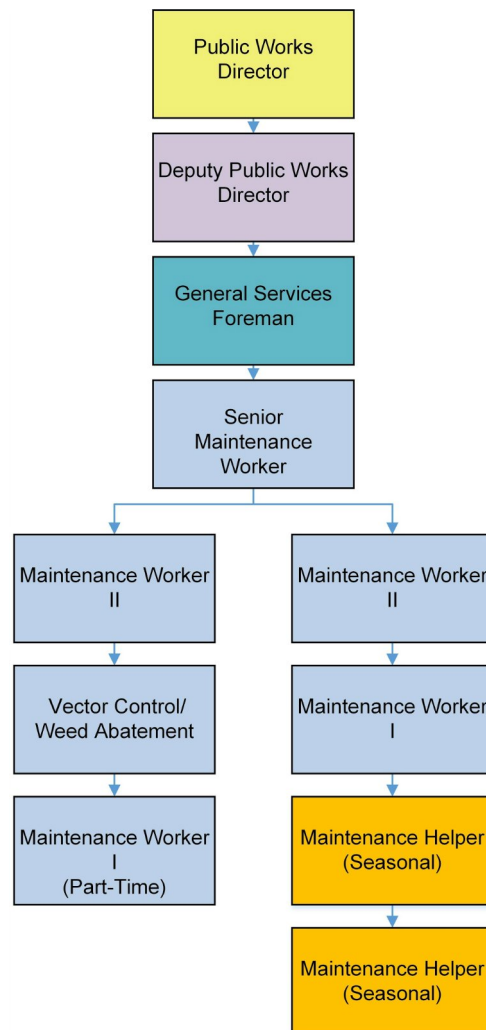 Public Works
Director
Deputy Public Works
Director
General Services
Foreman
Senior
Maintenance
Worker
Maintenance Worker
II
Vector Control/
Weed Abatement
Maintenance Worker
I
(Part-Time)
Maintenance Worker
II
Maintenance Worker
I
Maintenance Helper
(Seasonal)
Maintenance Helper
(Seasonal)